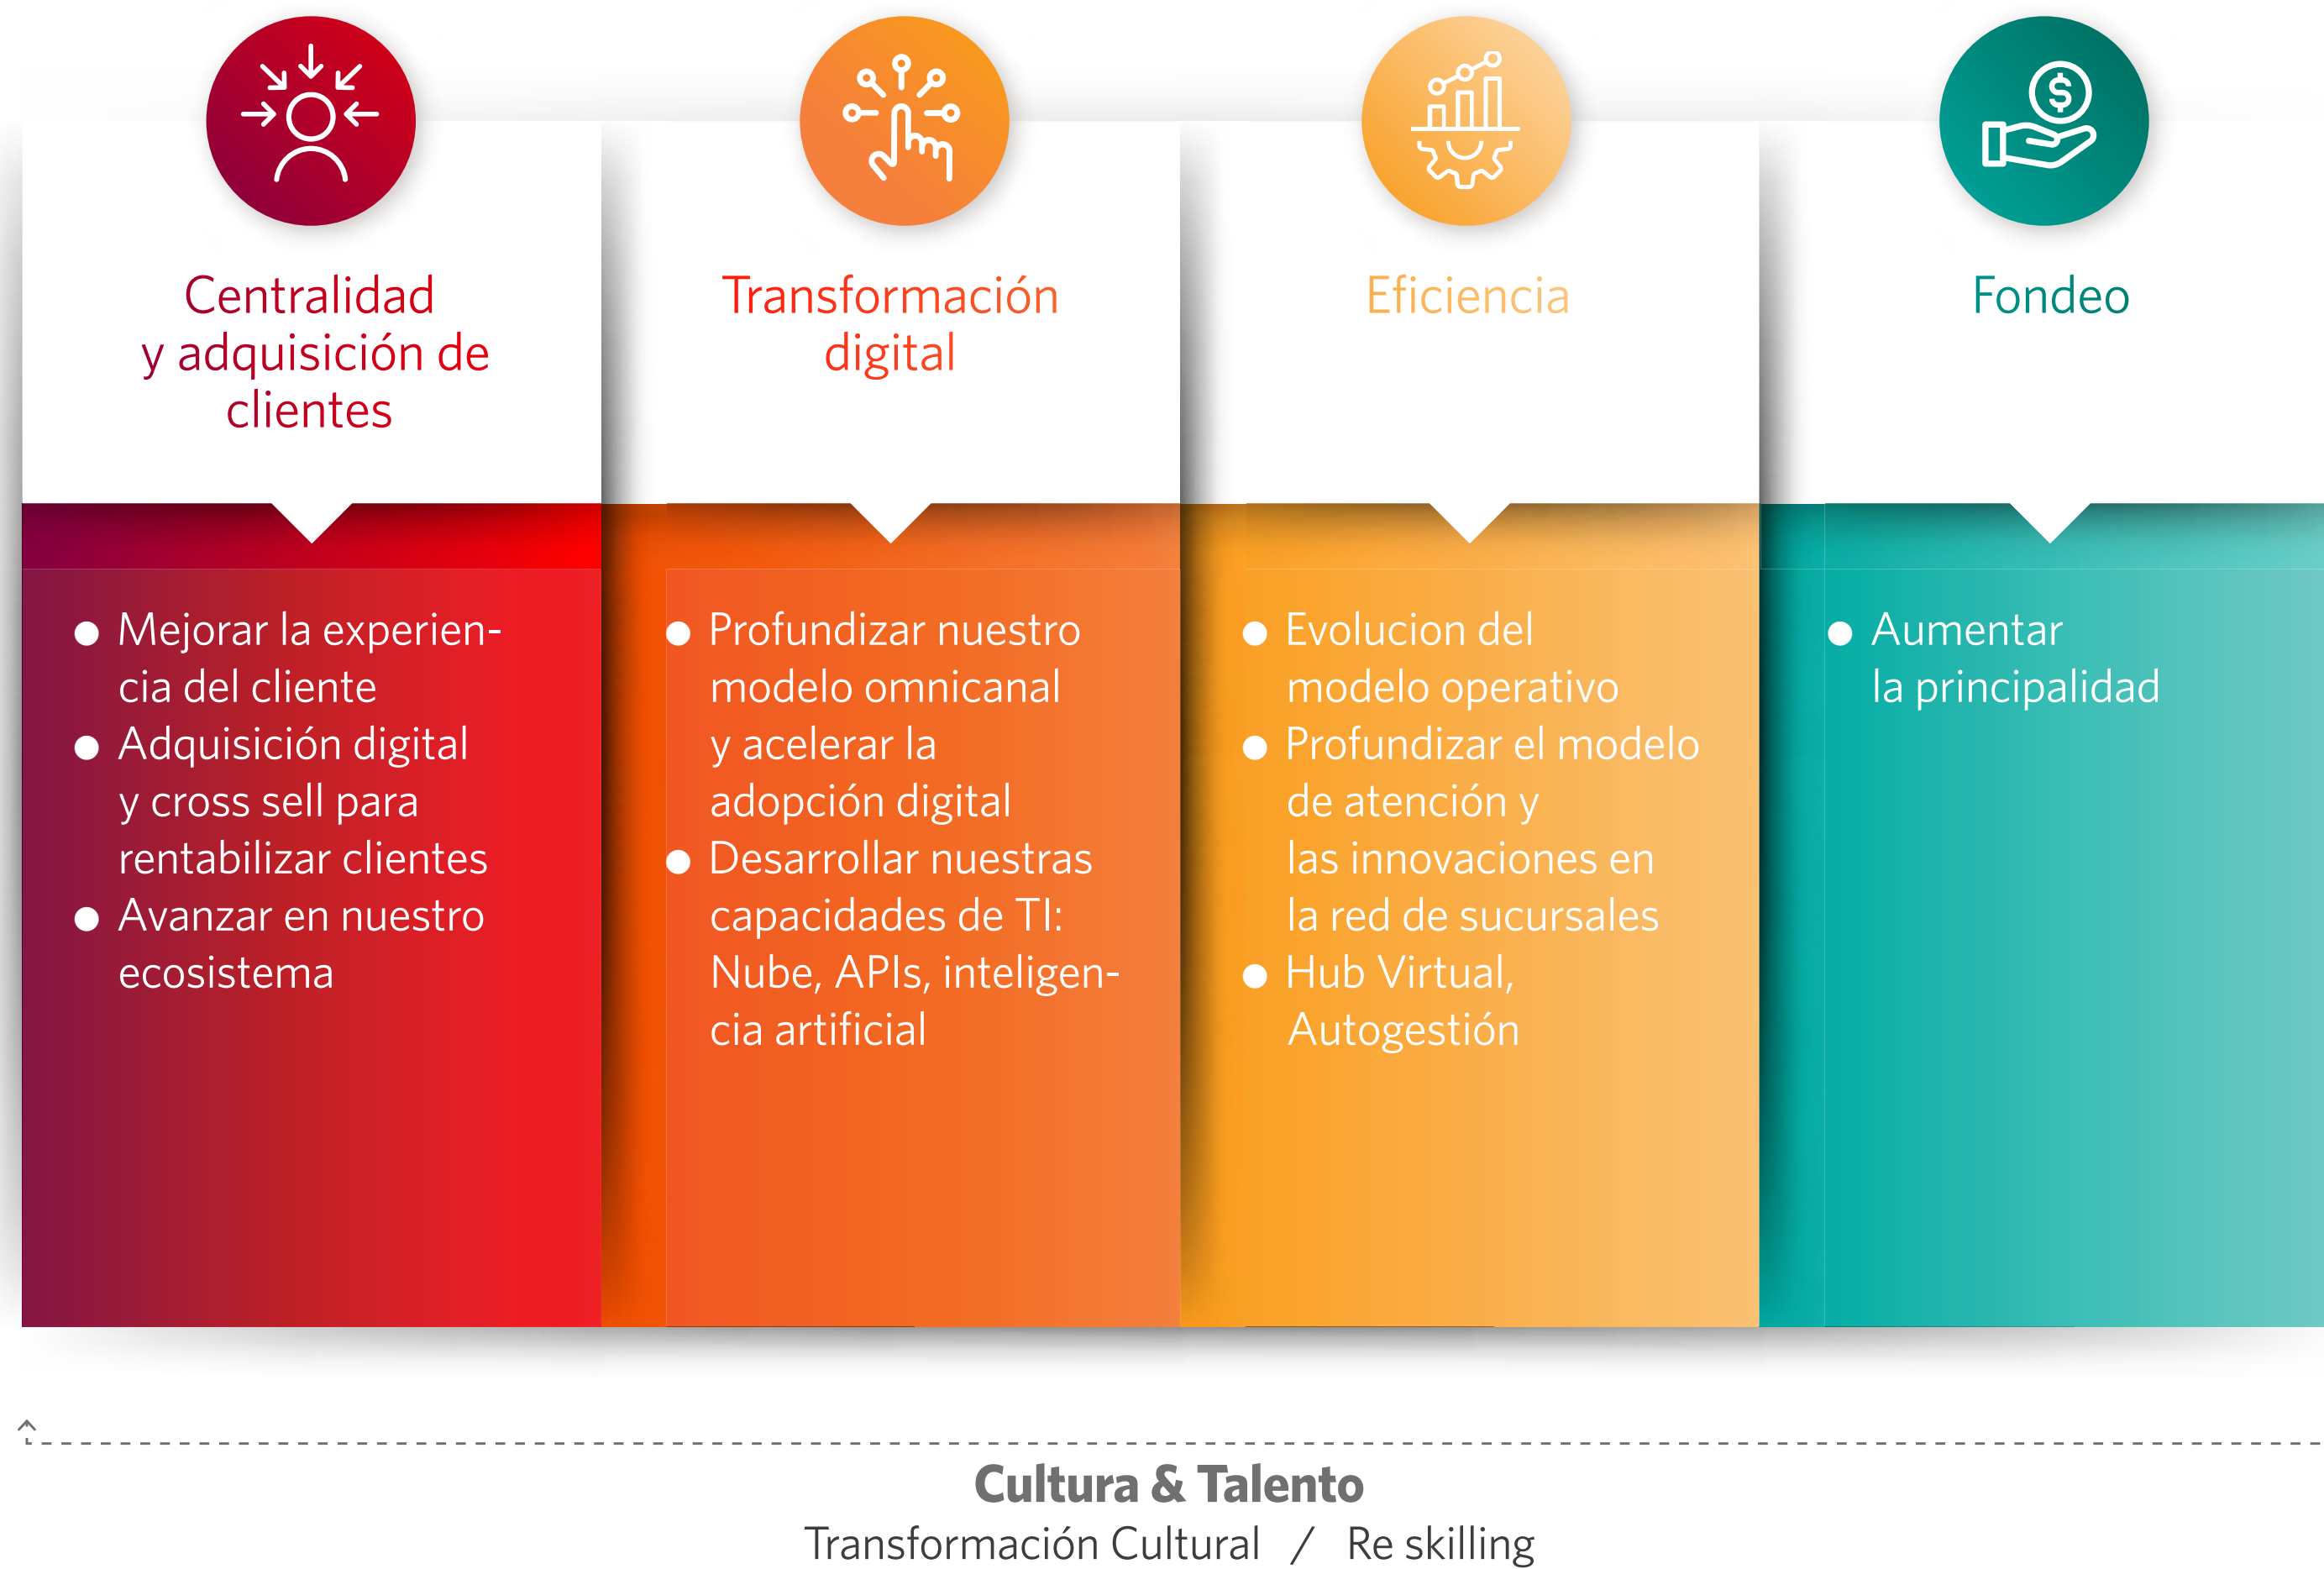 Centralidad
y adquisición de
clientes
Mejorar la experien-
cia del cliente
Adquisición digital
y cross sell para
rentabilizar clientes
Avanzar en nuestro
ecosistema
Transformación
digital
Profundizar nuestro
modelo omnicanal
y acelerar la
adopción digital
Desarrollar nuestras
capacidades de TI:
Nube, APIs, inteligen-
cia artificial
Eficiencia
Evolucion del
modelo operativo
Profundizar el modelo
de atención y
las innovaciones en
la red de sucursales
Hub Virtual,
Autogestión
$
Fondeo
Aumentar
la principalidad
Cultura & Talento
Transformación Cultural / Re skilling